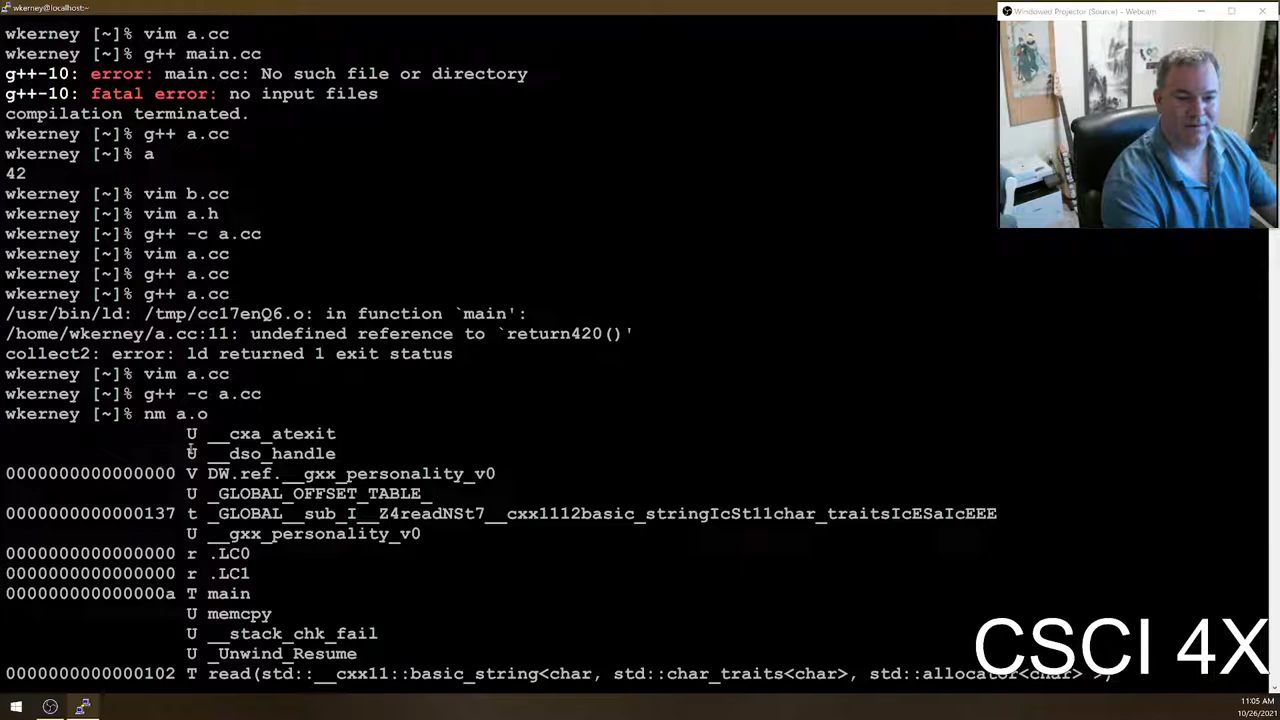 wkerney@localhost:~
Windowed Projector (Source) - Webcam
wkerney [~]% vim a.cc
wkerney [~]% g++ main.cc
g++-10: error: main.cc: No such file or directory
g++-10: fatal error: no input files
compilation terminated.
wkerney [~]% g++ a.cc
wkerney [~]% a
42
wkerney [~]% vim b.cc
wkerney [~]% vim a.h
wkerney [~]% g++ -c a.cc
wkerney [~]% vim a.cc
wkerney [~]% g++ a.cc
wkerney [~]% g++ a.cc
/usr/bin/ld: /tmp/cc17enQ6.o: in function `main':
/home/wkerney/a.cc:11: undefined reference to `return420()'
collect2: error: ld returned 1 exit status
wkerney [~]% vim a.cc
wkerney [~]% g++ -c a.cc
wkerney [~]% nm a.o
U __cxa_atexit
U __dso_handle
0000000000000000 V DW.ref.__gxx_personality_v0
U _GLOBAL_OFFSET_TABLE_
0000000000000137 t _GLOBAL__sub_I__Z4readNSt7__cxx1112basic_stringIcSt11char_traitsIcESaIcEEE
U __gxx_personality_v0
0000000000000000 r .LC0
0000000000000000 r .LC1
000000000000000a T main
U memcpy
U __stack_chk_fail
U _Unwind_Resume
0000000000000102 T read(std::__cxx11::basic_string<char, std::char_traits<char>, std::allocator<char> >,
CSCI 4X
11:05 AM
10/26/2021